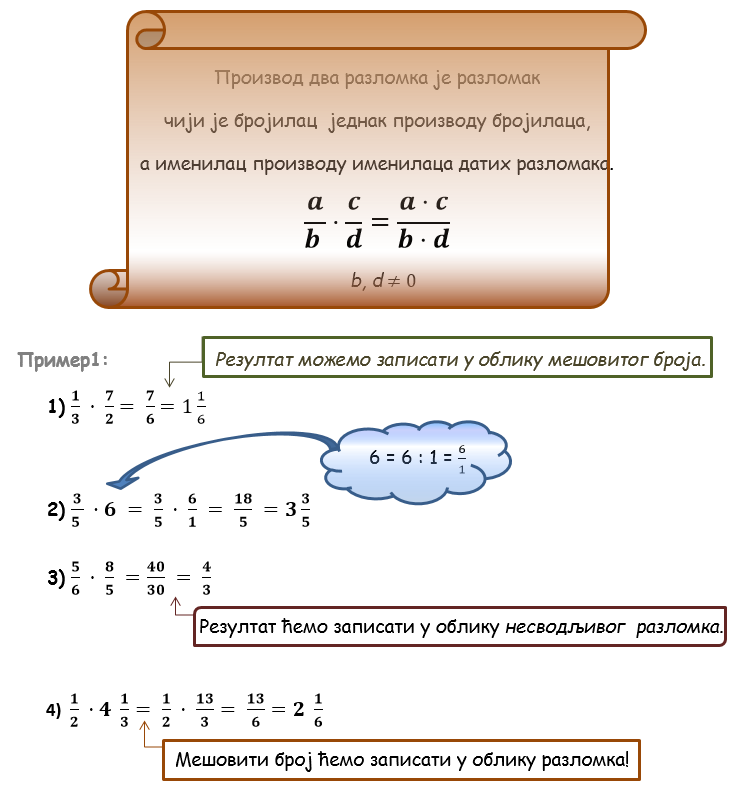 Производ два разломка је разломак
чији је бројилац једнак производу бројилаца,
а именилац производу именилаца датих разломака.
a/b · c/d = a · c / b · d
b, d ≠ 0
Пример1:
Резултат можемо записати у облику мешовитог броја.
1) 1/3 · 7/2 = 7/6 = 1 1/6
6 = 6 : 1 = 6/1
2) 3/5 · 6 = 3/5 · 6/1 = 18/5 = 3 3/5
3) 5/6 · 8/5 = 40/30 = 4/3
Резултат ћемо записати у облику несводљивог разломка.
4) 1/2 · 4 1/3 = 1/2 · 13/3 = 13/6 = 2 1/6
Мешовити број ћемо записати у облику разломка!